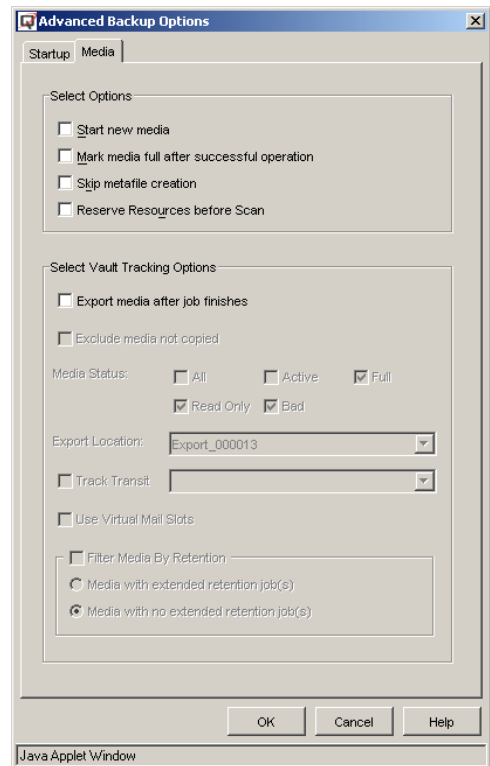 Advanced Backup Options
Startup Media
Select Options
Start new media
Mark media full after successful operation
Skip metafile creation
Reserve Resources before Scan
Select Vault Tracking Options
Export media after job finishes
Exclude media not copied
Media Status: All Active Full
Read Only Bad
Export Location: Export_000013
Track Transit
Use Virtual Mail Slots
Filter Media By Retention
Media with extended retention job(s)
Media with no extended retention job(s)
OK Cancel Help
Java Applet Window